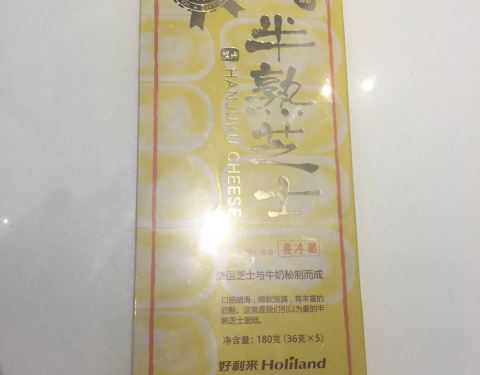 半熟芝士
HANJUKU CHEESE
要冷藏
法国芝士与牛奶秘制而成
口感细滑，绵软饱满，有丰富的
奶酪。这就是我们引以为豪的半
熟芝士蛋糕。
净含量：180克(36克×5)
好利来 Holiland